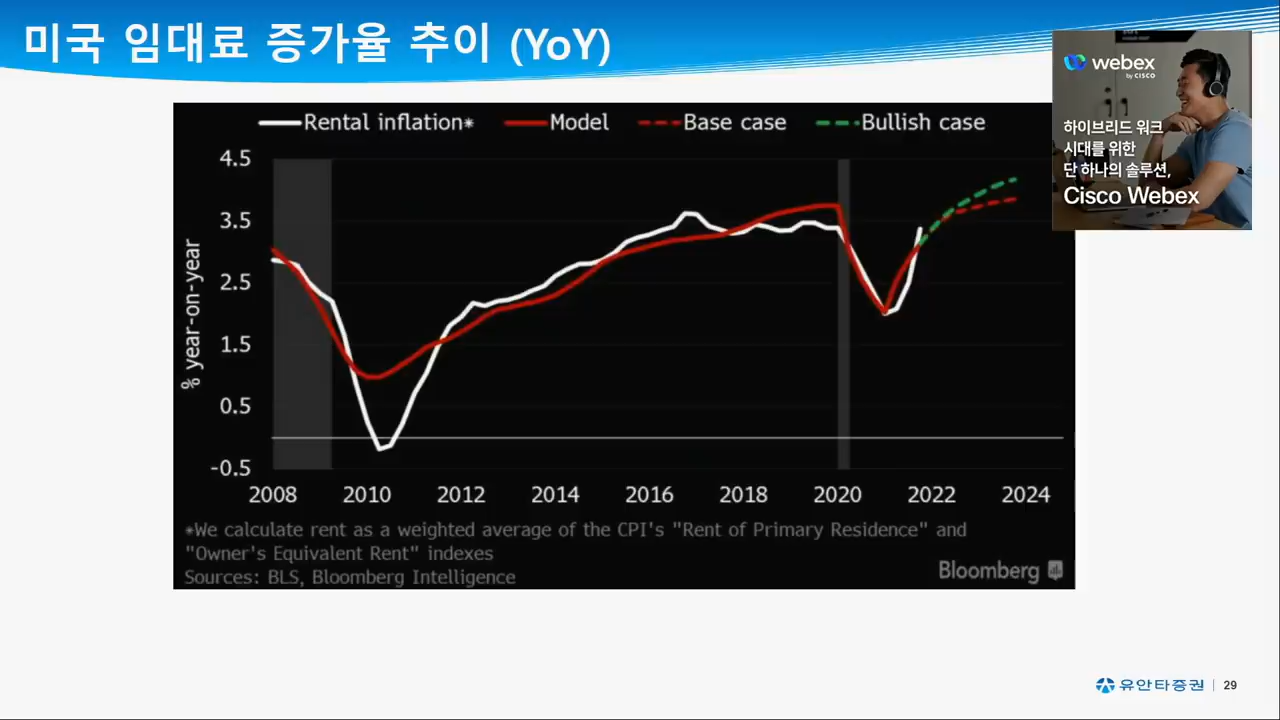 미국 임대료 증가율 추이 (YoY)
webex
by CISCO
하이브리드 워크
시대를 위한
단 하나의 솔루션,
Cisco Webex
Rental inflation* Model Base case Bullish case
% year-on-year
4.5
3.5
2.5
1.5
0.5
-0.5
2008 2010 2012 2014 2016 2018 2020 2022 2024
*We calculate rent as a weighted average of the CPI's "Rent of Primary Residence" and
"Owner's Equivalent Rent" indexes
Sources: BLS, Bloomberg Intelligence
Bloomberg
유안타증권 | 29